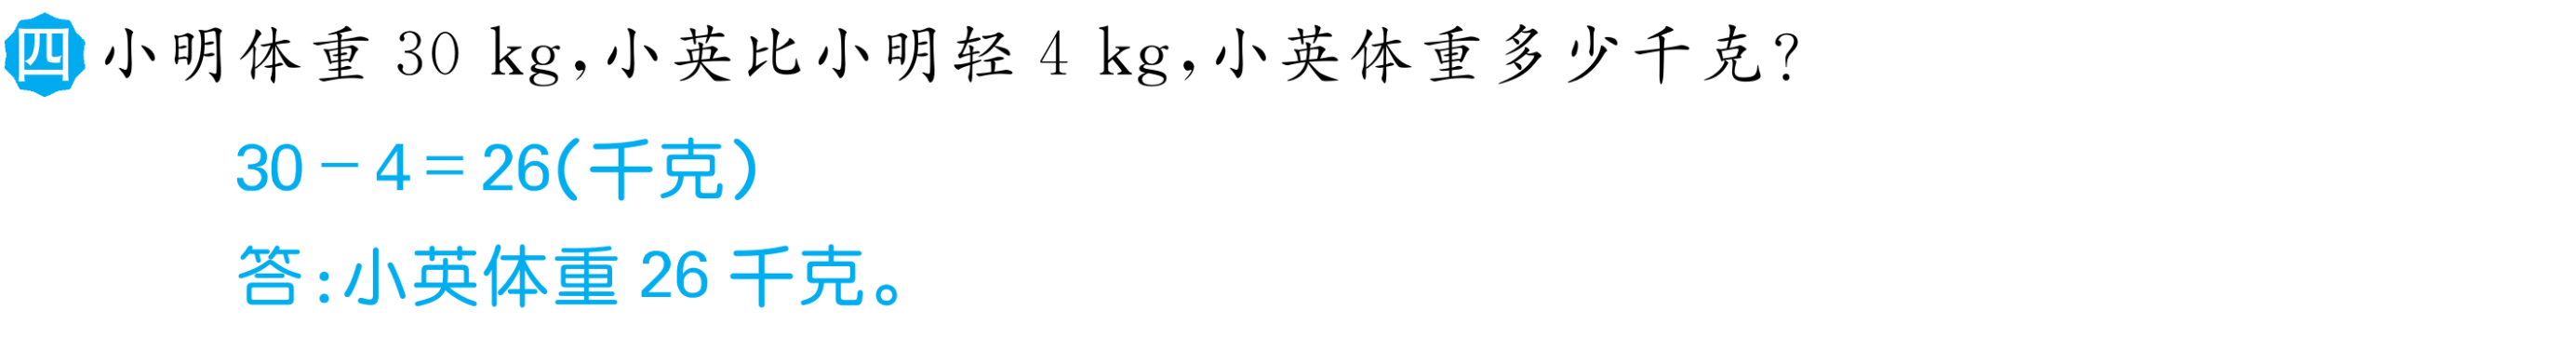 四 小明体重 30 kg,小英比小明轻 4 kg,小英体重多少千克?
30－4＝26(千克)
答:小英体重 26 千克。